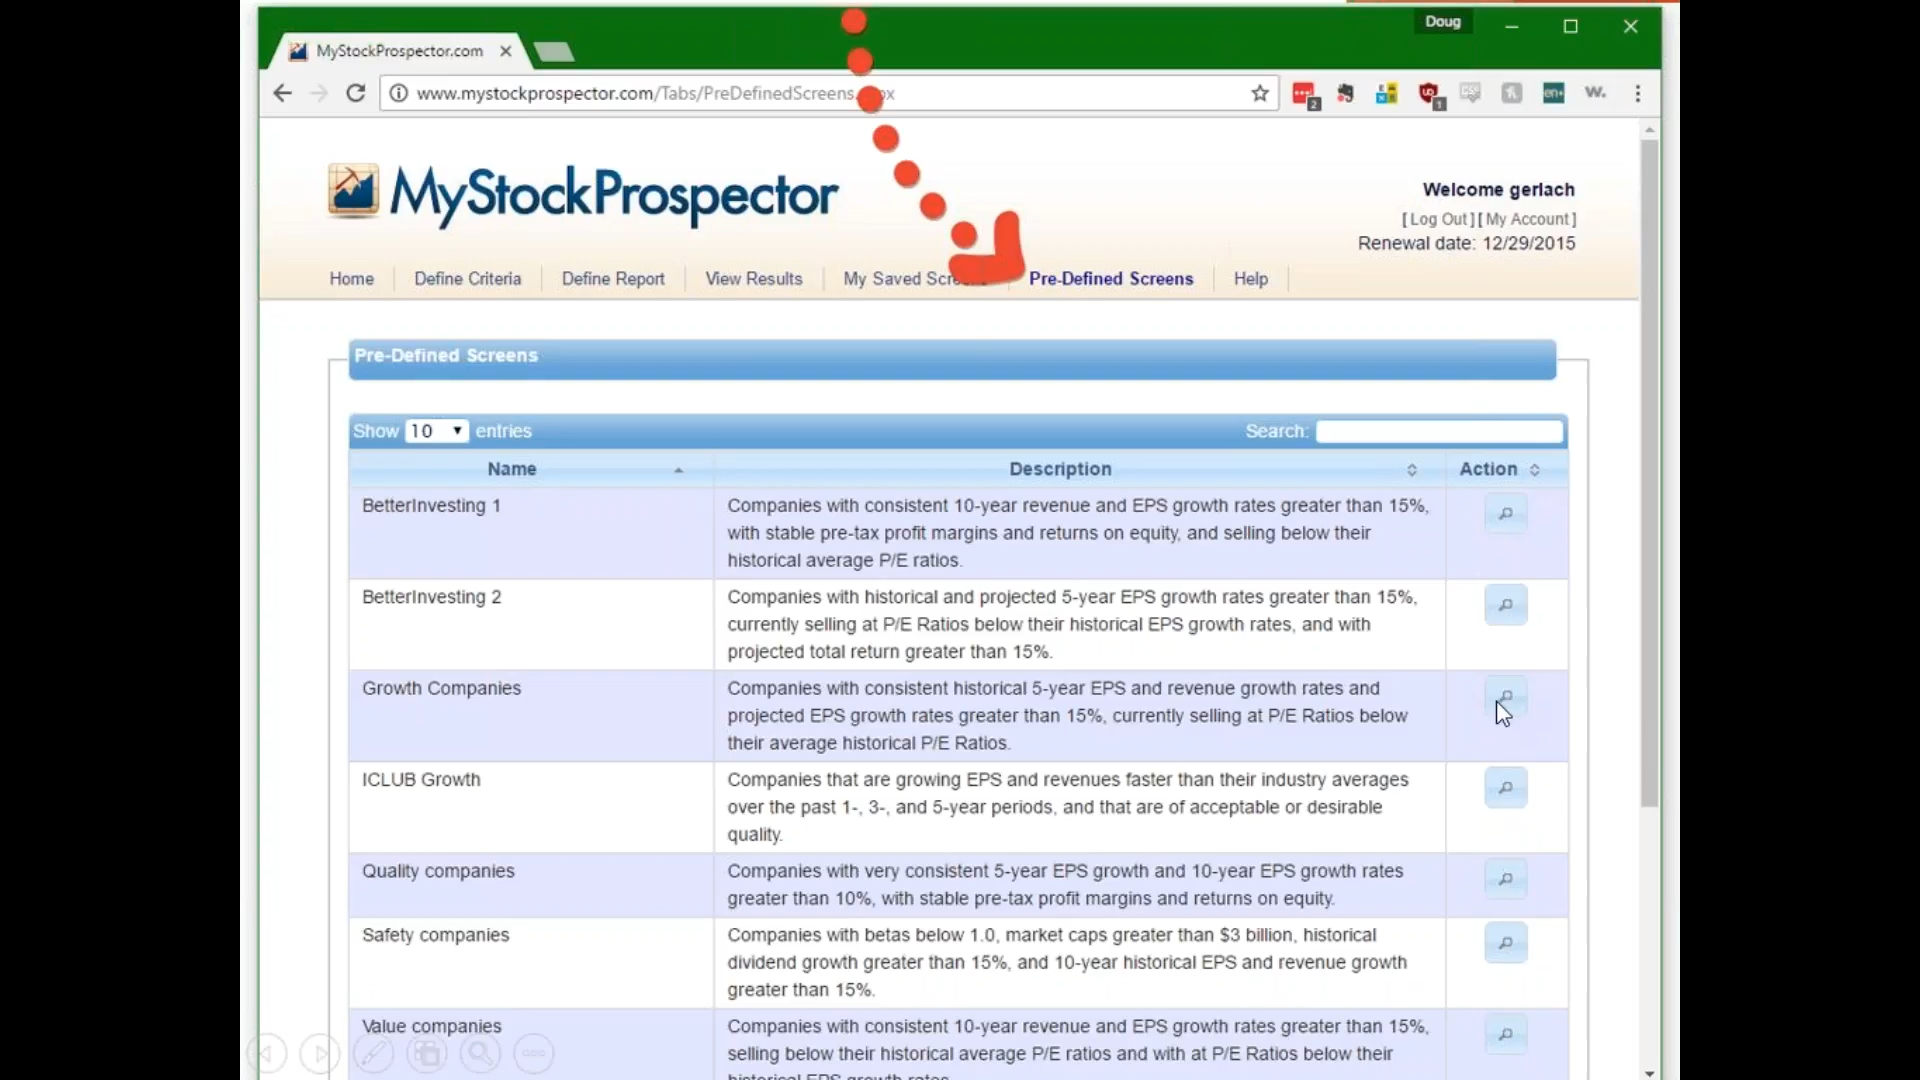 Doug
MyStockProspector.com
www.mystockprospector.com/Tabs/PreDefinedScreens.
MyStockProspector
Welcome gerlach
[ Log Out ] [ My Account ]
Renewal date: 12/29/2015
Home Define Criteria Define Report View Results My Saved Pre-Defined Screens Help
Pre-Defined Screens
Show 10 entries Search:
Name Description Action
BetterInvesting 1
Companies with consistent 10-year revenue and EPS growth rates greater than 15%,
with stable pre-tax profit margins and returns on equity, and selling below their
historical average P/E ratios.
BetterInvesting 2
Companies with historical and projected 5-year EPS growth rates greater than 15%,
currently selling at P/E Ratios below their historical EPS growth rates, and with
projected total return greater than 15%.
Growth Companies
Companies with consistent historical 5-year EPS and revenue growth rates and
projected EPS growth rates greater than 15%, currently selling at P/E Ratios below
their average historical P/E Ratios.
ICLUB Growth
Companies that are growing EPS and revenues faster than their industry averages
over the past 1-, 3-, and 5-year periods, and that are of acceptable or desirable
quality.
Quality companies
Companies with very consistent 5-year EPS growth and 10-year EPS growth rates
greater than 10%, with stable pre-tax profit margins and returns on equity.
Safety companies
Companies with betas below 1.0, market caps greater than $3 billion, historical
dividend growth greater than 15%, and 10-year historical EPS and revenue growth
greater than 15%.
Value companies
Companies with consistent 10-year revenue and EPS growth rates greater than 15%,
selling below their historical average P/E ratios and with at P/E Ratios below their
historical EPS growth rates.